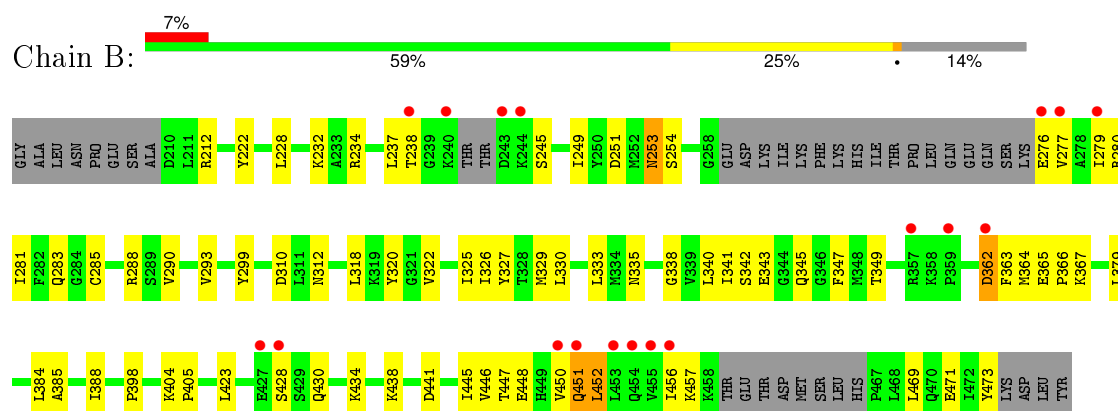 7%
Chain B:
59% 25% • 14%
GLY ALA LEU ASN PRO GLU SER ALA D210 L211 R212 Y222 L228 K232 A233 R234 L237 T238 G239 K240 THR THR D243 K244 S245 I249 Y250 D251 M252 N253 S254 G258 GLU ASP LYS ILE LYS PHE LYS HIS ILE THR PRO LEU GLN GLU GLN SER LYS E276 V277 A278 I279
I281 F282 Q283 G284 C285 R288 S289 V290 V293 Y299 D310 L311 N312 L318 K319 Y320 G321 V322 I325 I326 Y327 T328 M329 L330 L333 M334 N335 G338 V339 L340 I341 S342 E343 G344 Q345 G346 F347 M348 T349 R357 K358 P359 D362 F363 M364 E365 P366 K367
L384 A385 I388 P398 K404 P405 L423 E427 S428 S429 Q430 K434 K438 D441 I445 V446 T447 E448 H449 V450 Q451 L452 L453 Q454 V455 I456 K457 K458 THR GLU THR ASP MET SER LEU HIS P467 L468 L469 Q470 E471 I472 Y473 LYS ASP LEU TYR